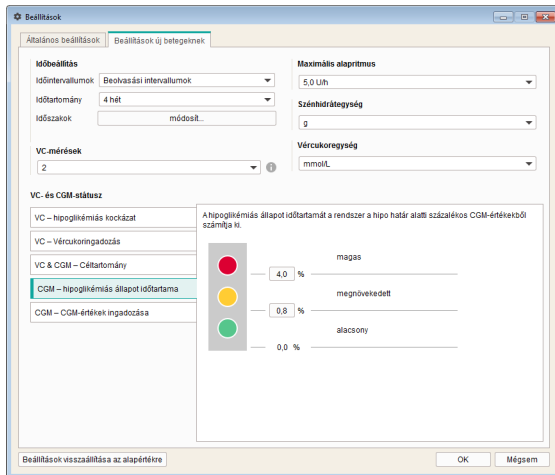 Beállítások
Általános beállítások
Beállítások új betegeknek
Időbeállítás
Időintervallumok
Beolvasási intervallumok
Időtartomány
4 hét
Időszakok
módosít...
VC-mérések
2
Maximális alapritmus
5,0 U/h
Szénhidrátegység
g
Vércukoregység
mmol/L
VC- és CGM-státusz
VC – hipoglikémiás kockázat
VC – Vércukoringadozás
VC & CGM – Céltartomány
CGM – hipoglikémiás állapot időtartama
CGM – CGM-értékek ingadozása
A hipoglikémiás állapot időtartamát a rendszer a hipo határ alatti százalékos CGM-értékekből
számítja ki.
magas
4,0 %
megnövekedett
0,8 %
alacsony
0,0 %
Beállítások visszaállítása az alapértékre
OK
Mégsem